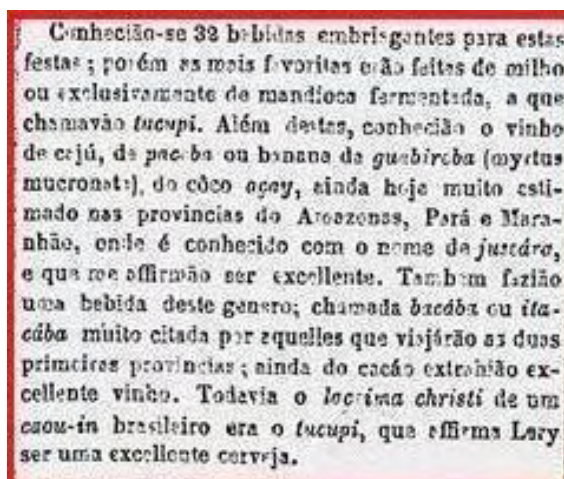 Conhecião-se 32 bebidas embrisgantes para estas
festas ; porém as mais favoritas erão feitas de milho
ou exclusivamente de mandioca fermentada, a que
chamavão tucupi. Além destas, conhecião o vinho
de cajú, de pacoba ou banana da guabiroba (myrtus
mucronata), do côco açay, ainda hoje muito esti-
mado nas provincias do Amazonas, Pará e Mara-
nhão, onde é conhecido com o nome de jussára,
e que me affirmão ser excellente. Tambem fazião
uma bebida deste genero; chamada bacába ou ita-
cába muito citada por aquelles que viajárão as duas
primeiras provincias ; ainda do cacáo extrahião ex-
cellente vinho. Todavia o lacrima christi de um
caou-in brasileiro era o tucupi, que affirma Lery
ser uma excellente cerveja.